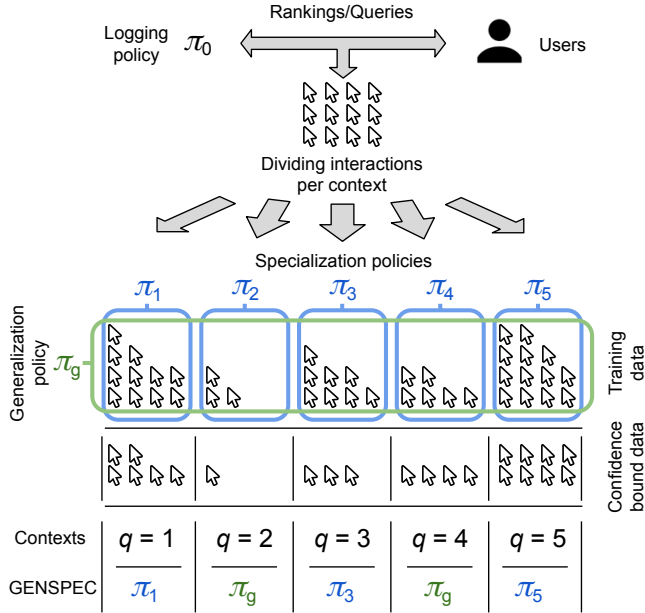 Rankings/Queries
Logging
policy
π0
Users
Dividing interactions
per context
Specialization policies
π1 π2 π3 π4 π5
Generalization
policy
πg
Training
data
Confidence
bound data
Contexts q = 1 q = 2 q = 3 q = 4 q = 5
GENSPEC π1 πg π3 πg π5